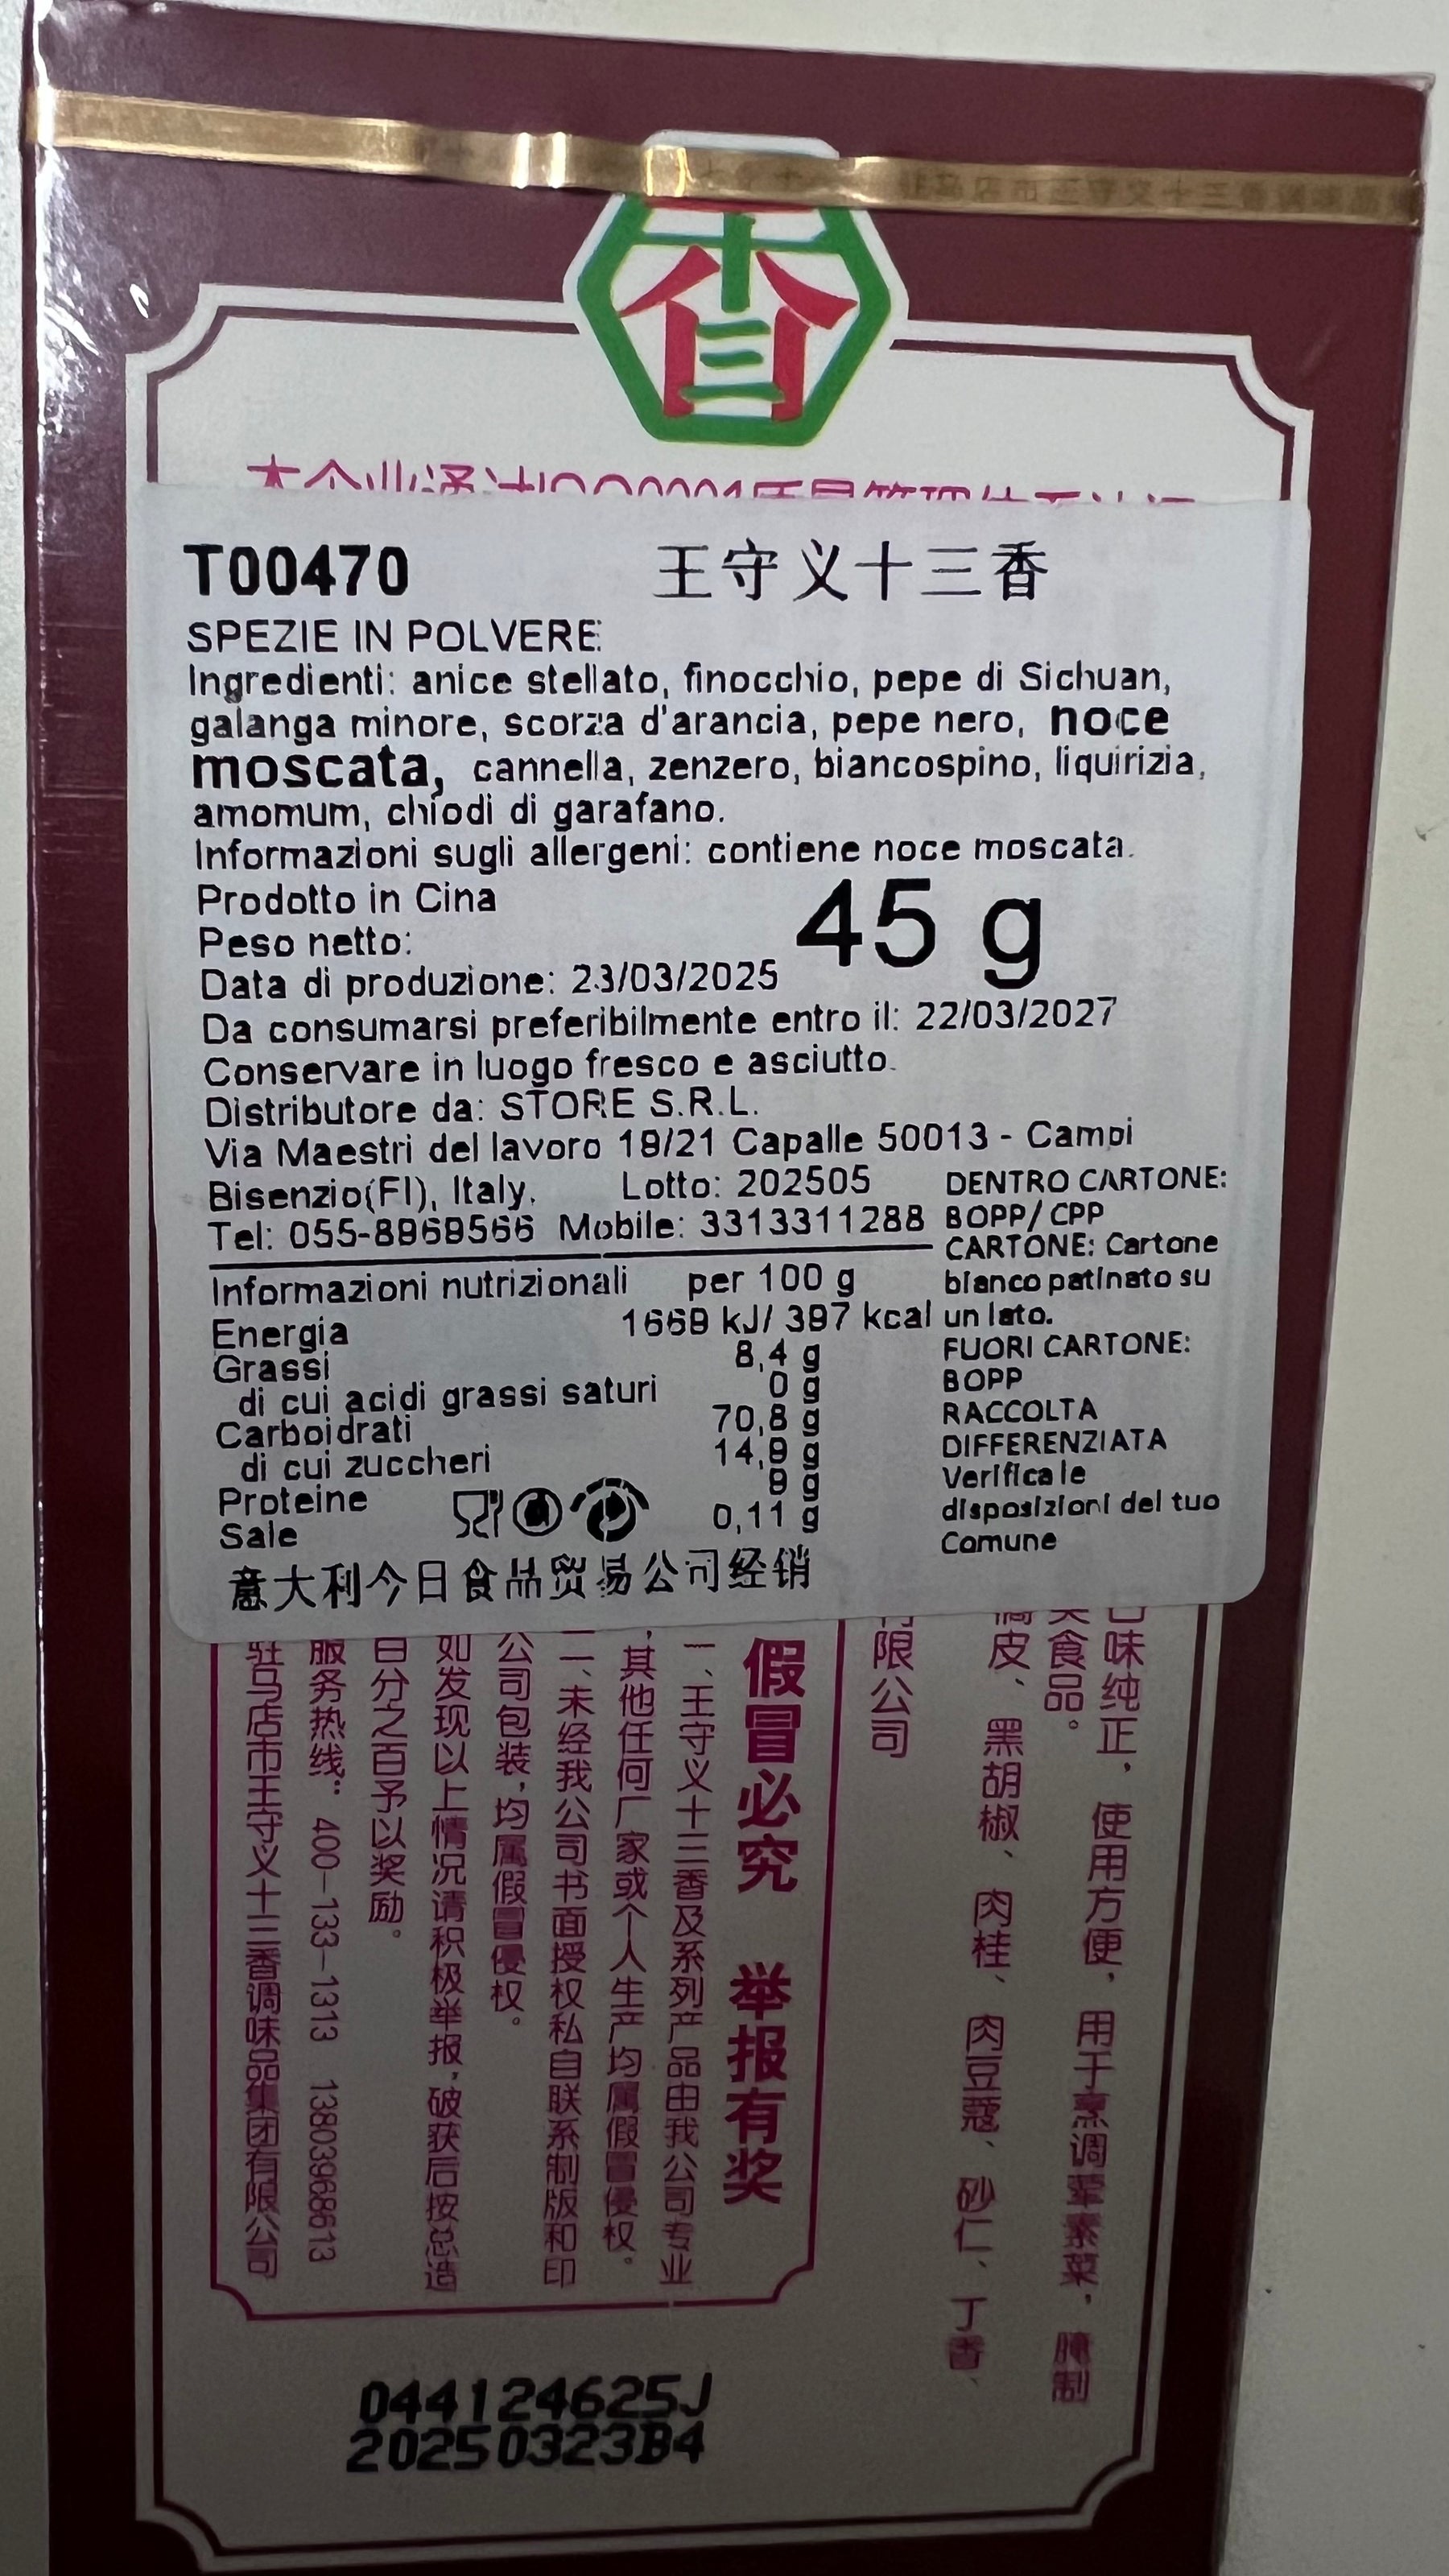 香
T00470 王守义十三香
SPEZIE IN POLVERE:
Ingredienti: anice stellato, finocchio, pepe di Sichuan,
galanga minore, scorza d'arancia, pepe nero, noce
moscata, cannella, zenzero, biancospino, liquirizia,
amomum, chiodi di garafano.
Informazioni sugli allergeni: contiene noce moscata.
Prodotto in Cina
Peso netto: 45 g
Data di produzione: 23/03/2025
Da consumarsi preferibilmente entro il: 22/03/2027
Conservare in luogo fresco e asciutto.
Distributore da: STORE S.R.L.
Via Maestri del lavoro 19/21 Capalle 50013 - Campi
Bisenzio(FI), Italy. Lotto: 202505
Tel: 055-8969566 Mobile: 3313311288
Informazioni nutrizionali per 100 g
Energia 1669 kJ/ 397 kcal
Grassi 8,4 g
di cui acidi grassi saturi 0 g
Carboidrati 70,8 g
di cui zuccheri 14,9 g
Proteine 9 g
Sale 0,11 g
DENTRO CARTONE:
BOPP/ CPP
CARTONE: Cartone
bianco patinato su
un lato.
FUORI CARTONE:
BOPP
RACCOLTA
DIFFERENZIATA
Verifica le
disposizioni del tuo
Comune
意大利今日食品贸易公司经销
口味纯正，使用方便，用于烹调荤素菜，腌制
类食品。
橘皮、黑胡椒、肉桂、肉豆蔻、砂仁、丁香、
有限公司
假冒必究 举报有奖
一、王守义十三香及系列产品由我公司专业
，其他任何厂家或个人生产均属假冒侵权。
二、未经我公司书面授权私自联系制版和印
公司包装，均属假冒侵权。
如发现以上情况请积极举报，破获后按总造
百分之百予以奖励。
服务热线：400-133-1313 13803968613
驻马店市王守义十三香调味品集团有限公司
044124625J
20250323B4